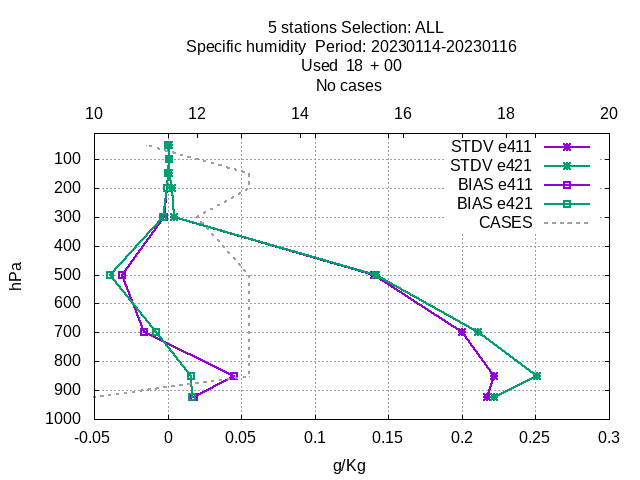 5 stations Selection: ALL
Specific humidity  Period: 20230114-20230116
Used  18  + 00
No cases
10 12 14 16 18 20
STDV e411
STDV e421
BIAS e411
BIAS e421
CASES
100
200
300
400
500
600
700
800
900
1000
hPa
-0.05 0 0.05 0.1 0.15 0.2 0.25 0.3
g/Kg